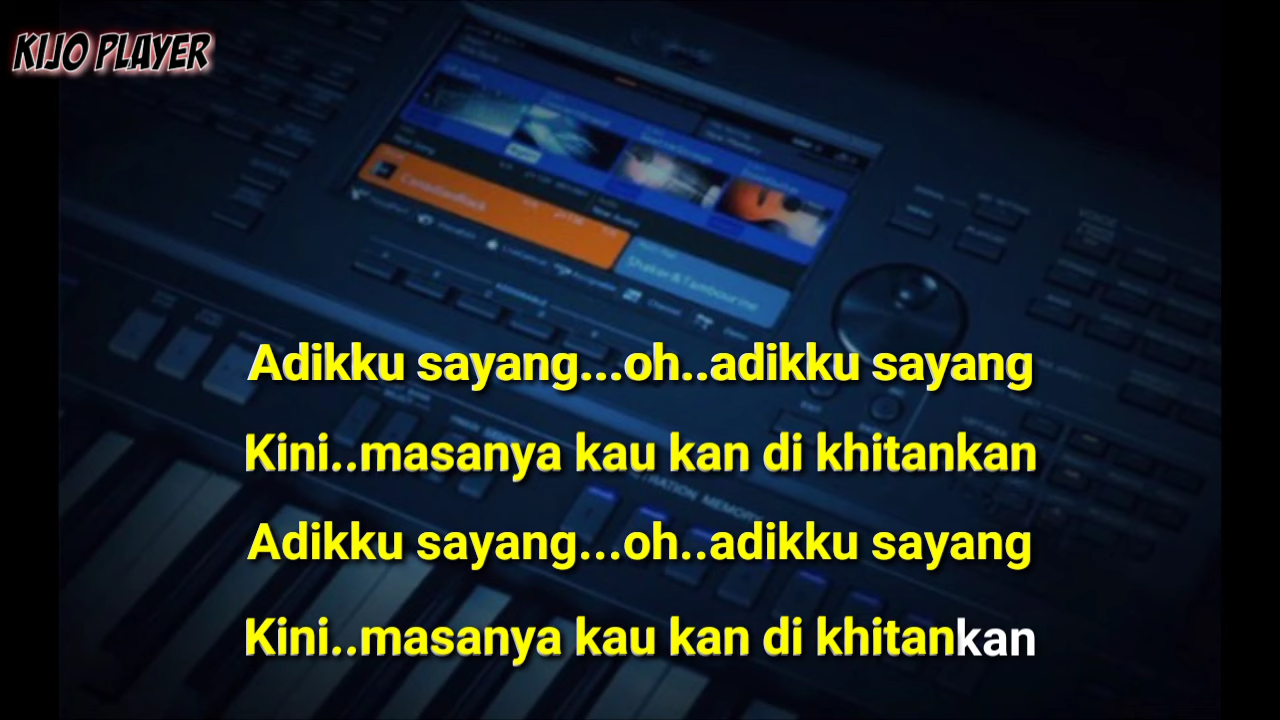 KIJO PLAYER
Adikku sayang...oh..adikku sayang
Kini..masanya kau kan di khitankan
Adikku sayang...oh..adikku sayang
Kini..masanya kau kan di khitankan